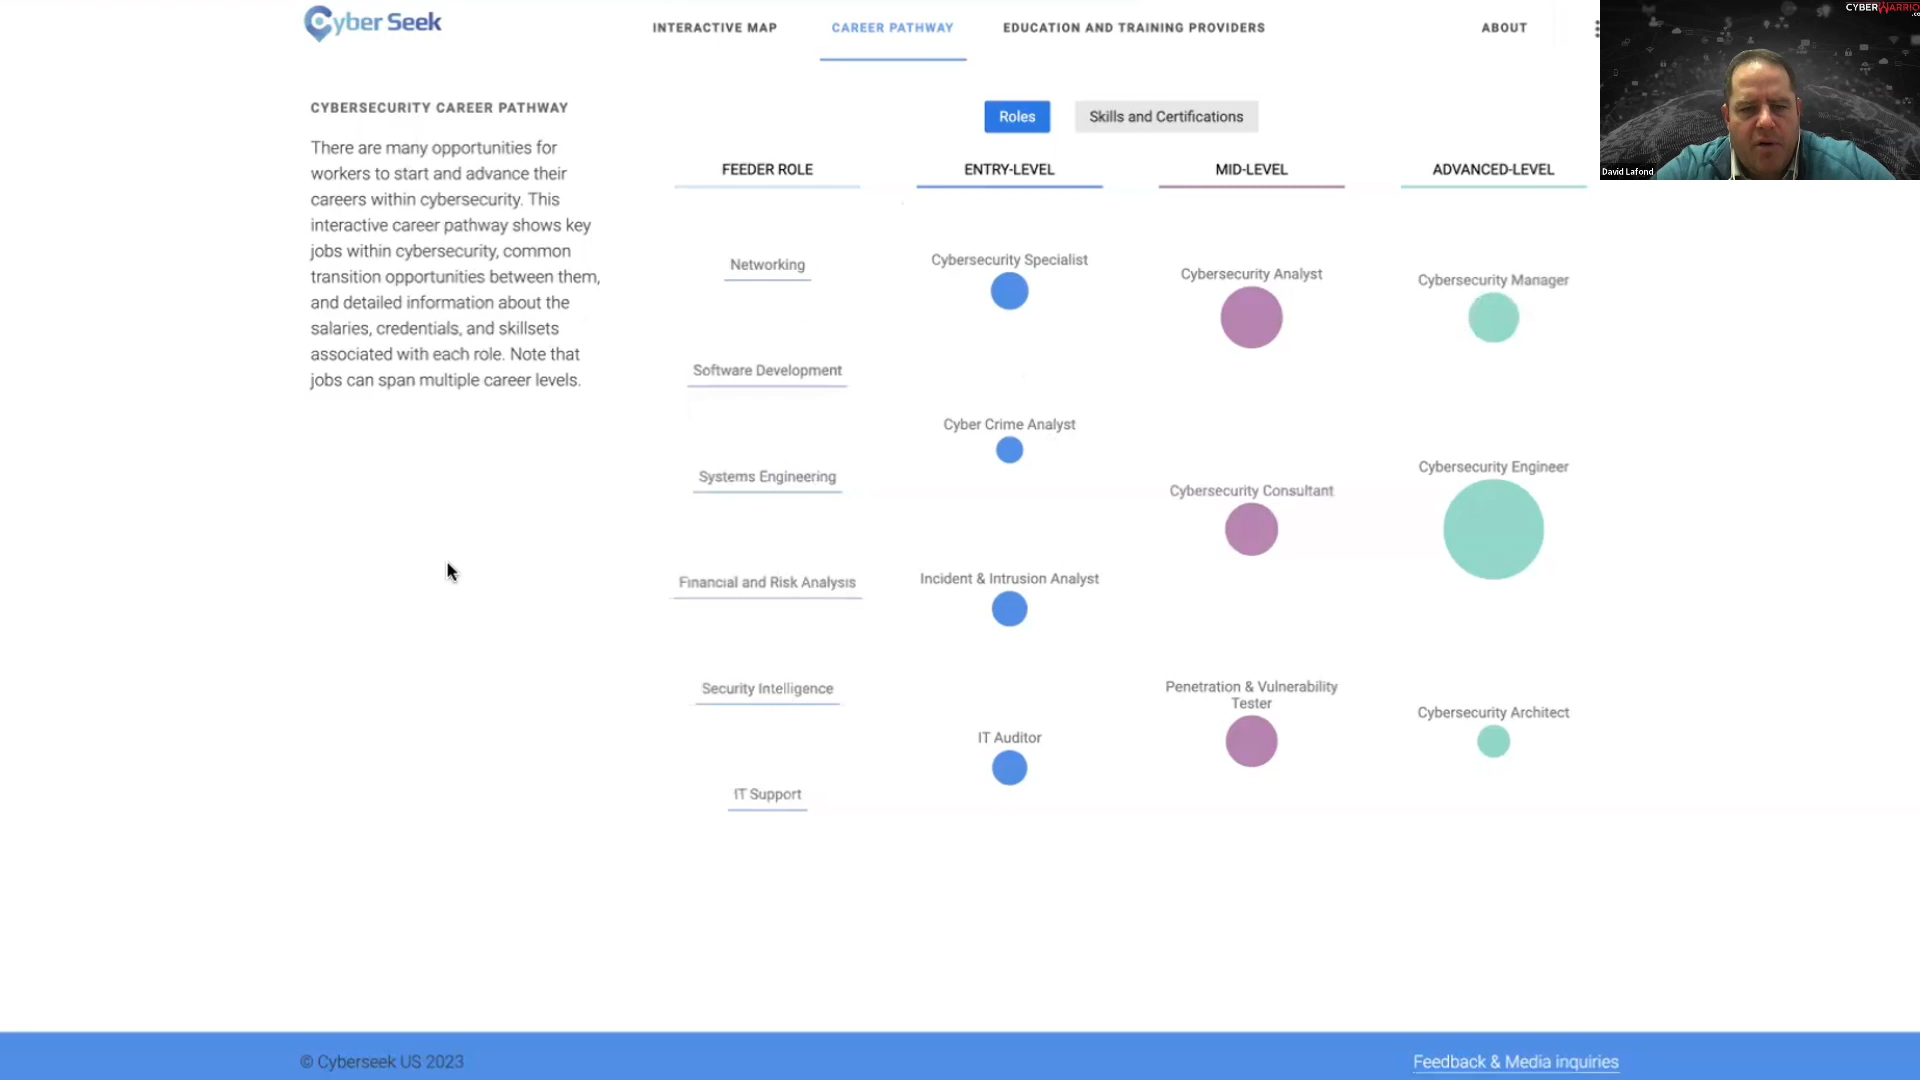 Cyber Seek
INTERACTIVE MAP
CAREER PATHWAY
EDUCATION AND TRAINING PROVIDERS
ABOUT
CYBERWARRIO
David Lafond
CYBERSECURITY CAREER PATHWAY
There are many opportunities for
workers to start and advance their
careers within cybersecurity. This
interactive career pathway shows key
jobs within cybersecurity, common
transition opportunities between them,
and detailed information about the
salaries, credentials, and skillsets
associated with each role. Note that
jobs can span multiple career levels.
Roles
Skills and Certifications
FEEDER ROLE
Networking
Software Development
Systems Engineering
Financial and Risk Analysis
Security Intelligence
IT Support
ENTRY-LEVEL
Cybersecurity Specialist
Cyber Crime Analyst
Incident & Intrusion Analyst
IT Auditor
MID-LEVEL
Cybersecurity Analyst
Cybersecurity Consultant
Penetration & Vulnerability
Tester
ADVANCED-LEVEL
Cybersecurity Manager
Cybersecurity Engineer
Cybersecurity Architect
© Cyberseek US 2023
Feedback & Media inquiries